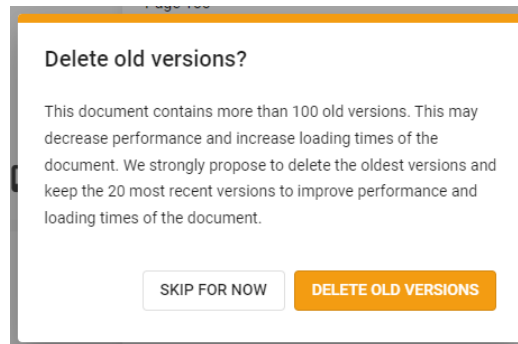 Delete old versions?
This document contains more than 100 old versions. This may
decrease performance and increase loading times of the
document. We strongly propose to delete the oldest versions and
keep the 20 most recent versions to improve performance and
loading times of the document.
SKIP FOR NOW
DELETE OLD VERSIONS